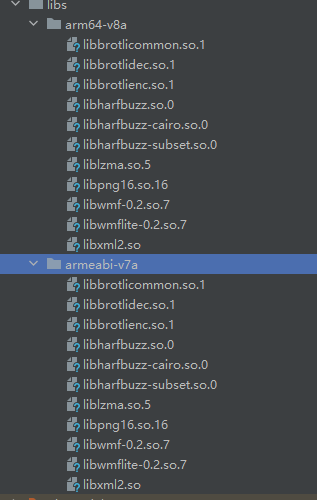 libs
arm64-v8a
libbrotlicommon.so.1
libbrotlidec.so.1
libbrotlienc.so.1
libharfbuzz.so.0
libharfbuzz-cairo.so.0
libharfbuzz-subset.so.0
liblzma.so.5
libpng16.so.16
libwmf-0.2.so.7
libwmflite-0.2.so.7
libxml2.so
armeabi-v7a
libbrotlicommon.so.1
libbrotlidec.so.1
libbrotlienc.so.1
libharfbuzz.so.0
libharfbuzz-cairo.so.0
libharfbuzz-subset.so.0
liblzma.so.5
libpng16.so.16
libwmf-0.2.so.7
libwmflite-0.2.so.7
libxml2.so